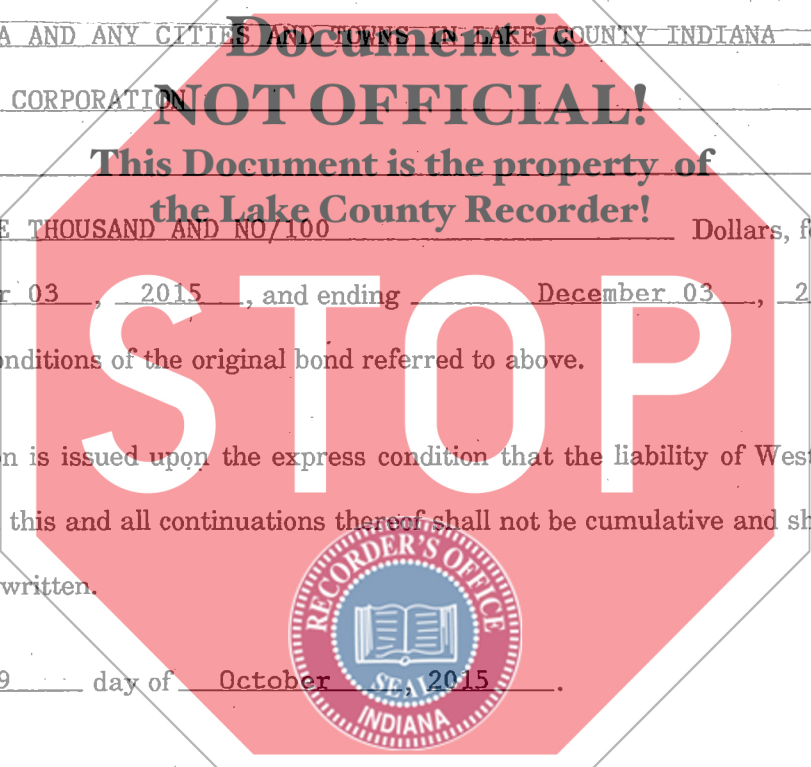 A AND ANY CITIES AND TOWNS IN LAKE COUNTY INDIANA
Document is
CORPORATION
NOT OFFICIAL!
This Document is the property of
the Lake County Recorder!
THOUSAND AND NO/100 Dollars,
03, 2015, and ending December 03, 2
STOP
onditions of the original bond referred to above.
n is issued upon the express condition that the liability of West
this and all continuations thereof shall not be cumulative and sh
written.
RECORDER'S OFFICE
SEAL
INDIANA
9 day of October, 2015.